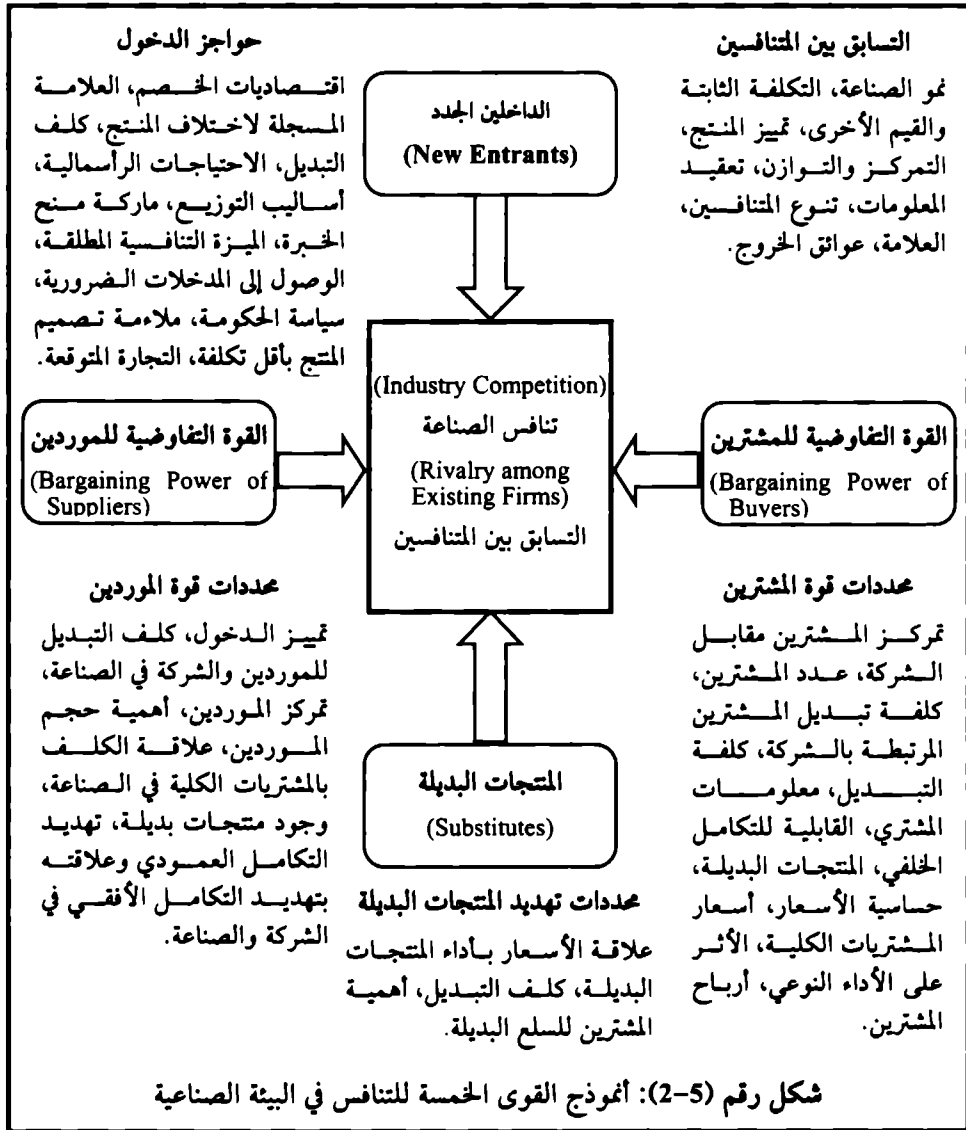 حواجز الدخول
اقتصاديات الخصم، العلامة
المسجلة لاختلاف المنتج، كلف
التبديل، الاحتياجات الرأسمالية،
أساليب التوزيع، ماركة منح
الخبرة، الميزة التنافسية المطلقة،
الوصول إلى المدخلات الضرورية،
سياسة الحكومة، ملاءمة تصميم
المنتج بأقل تكلفة، التجارة المتوقعة.
الداخلين الجدد
(New Entrants)
التسابق بين المتنافسين
نمو الصناعة، التكلفة الثابتة
والقيم الأخرى، تمييز المنتج،
التمركز والتوازن، تعقيد
المعلومات، تنوع المتنافسين،
العلامة، عوائق الخروج.
القوة التفاوضية للموردين
(Bargaining Power of
Suppliers)
(Industry Competition)
تنافس الصناعة
(Rivalry among
Existing Firms)
التسابق بين المتنافسين
القوة التفاوضية للمشترين
(Bargaining Power of
Buyers)
محددات قوة الموردين
تمييز الدخول، كلف التبديل
للموردين والشركة في الصناعة،
تمركز الموردين، أهمية حجم
الموردين، علاقة الكلف
بالمشتريات الكلية في الصناعة،
وجود منتجات بديلة، تهديد
التكامل العمودي وعلاقته
بتهديد التكامل الأفقي في
الشركة والصناعة.
المنتجات البديلة
(Substitutes)
محددات تهديد المنتجات البديلة
علاقة الأسعار بأداء المنتجات
البديلة، كلف التبديل، أهمية
المشترين للسلع البديلة.
محددات قوة المشترين
تمركز المشترين مقابل
الشركة، عدد المشترين،
كلفة تبديل المشترين
المرتبطة بالشركة، كلفة
التبديل، معلومات
المشتري، القابلية للتكامل
الخلفي، المنتجات البديلة،
حساسية الأسعار، أسعار
المشتريات الكلية، الأثر
على الأداء النوعي، أرباح
المشترين.
شكل رقم (5–2): أنموذج القوى الخمسة للتنافس في البيئة الصناعية